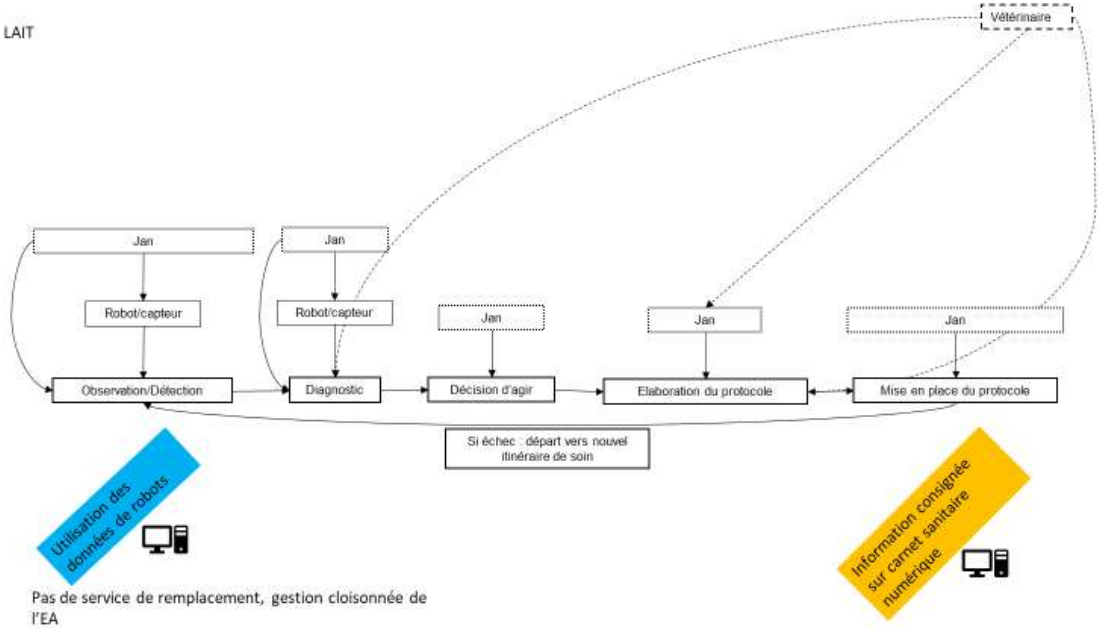 LAIT
Vétérinaire
Jan
Jan
Robot/capteur
Robot/capteur
Jan
Jan
Jan
Observation/Détection
Diagnostic
Décision d'agir
Elaboration du protocole
Mise en place du protocole
Si échec : départ vers nouvel
itinéraire de soin
Utilisation des
données de robots
Information consignée
sur carnet sanitaire
numérique
Pas de service de remplacement, gestion cloisonnée de
l'EA